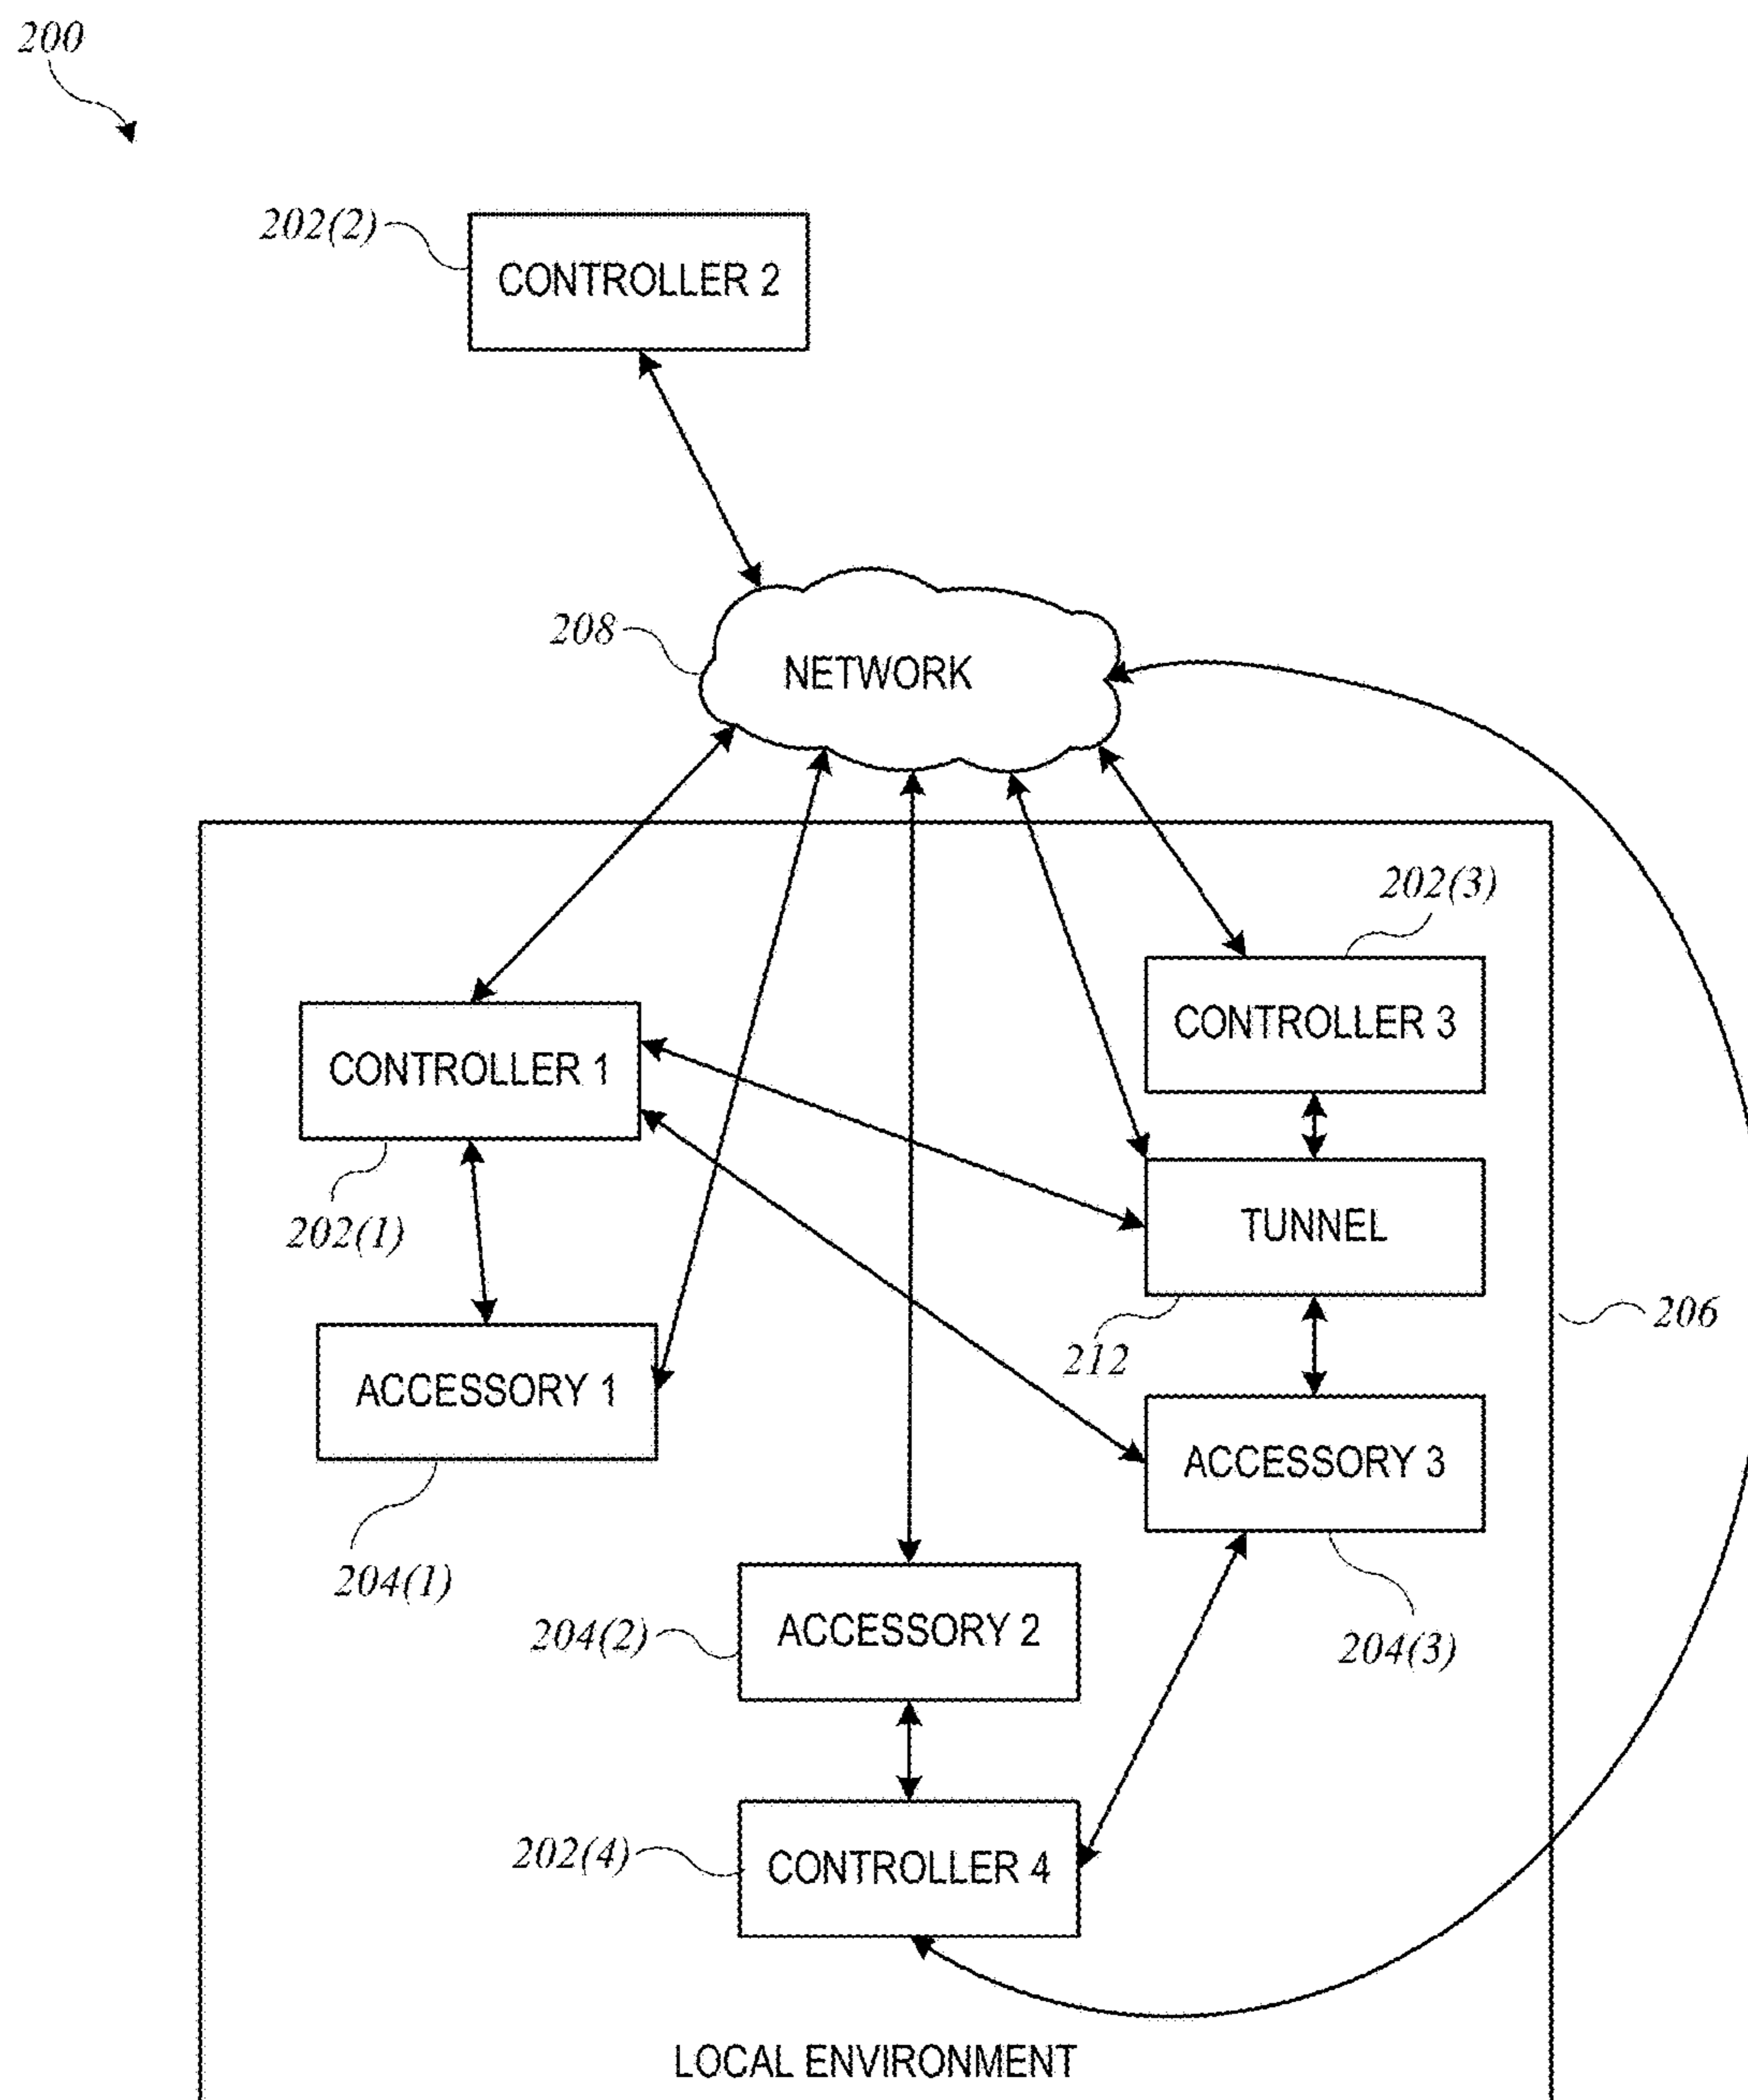 200
202(2)
CONTROLLER 2
208
NETWORK
202(3)
CONTROLLER 3
CONTROLLER 1
202(1)
TUNNEL
206
212
ACCESSORY 1
ACCESSORY 3
204(1)
204(2)
ACCESSORY 2
204(3)
202(4)
CONTROLLER 4
LOCAL ENVIRONMENT